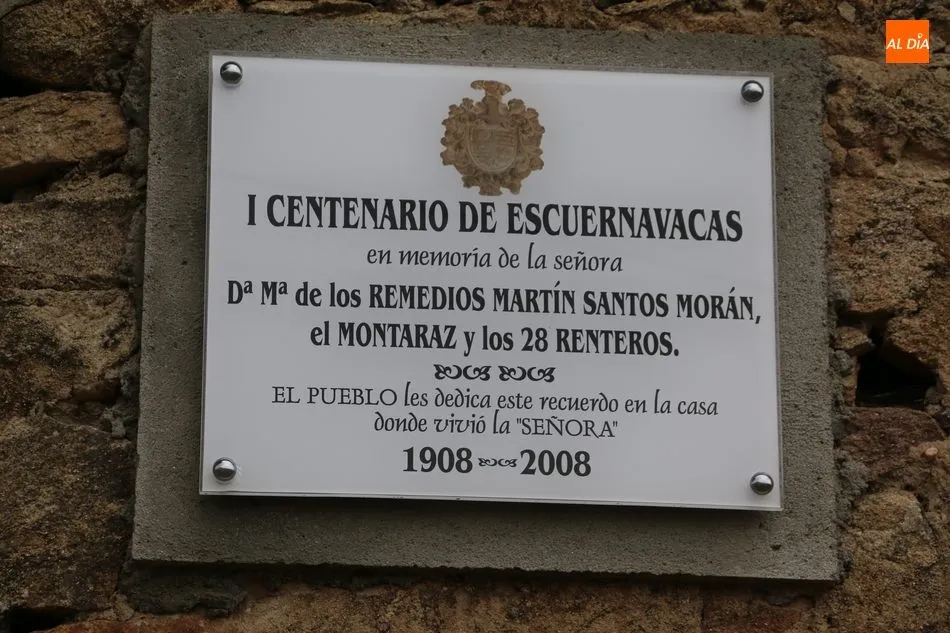 AL DÍA
I CENTENARIO DE ESCUERNAVACAS
en memoría de la señora
Dª Mª de los REMEDIOS MARTÍN SANTOS MORÁN,
el MONTARAZ y los 28 RENTEROS.
EL PUEBLO les dedica este recuerdo en la casa
donde vivió la "SEÑORA"
1908 2008